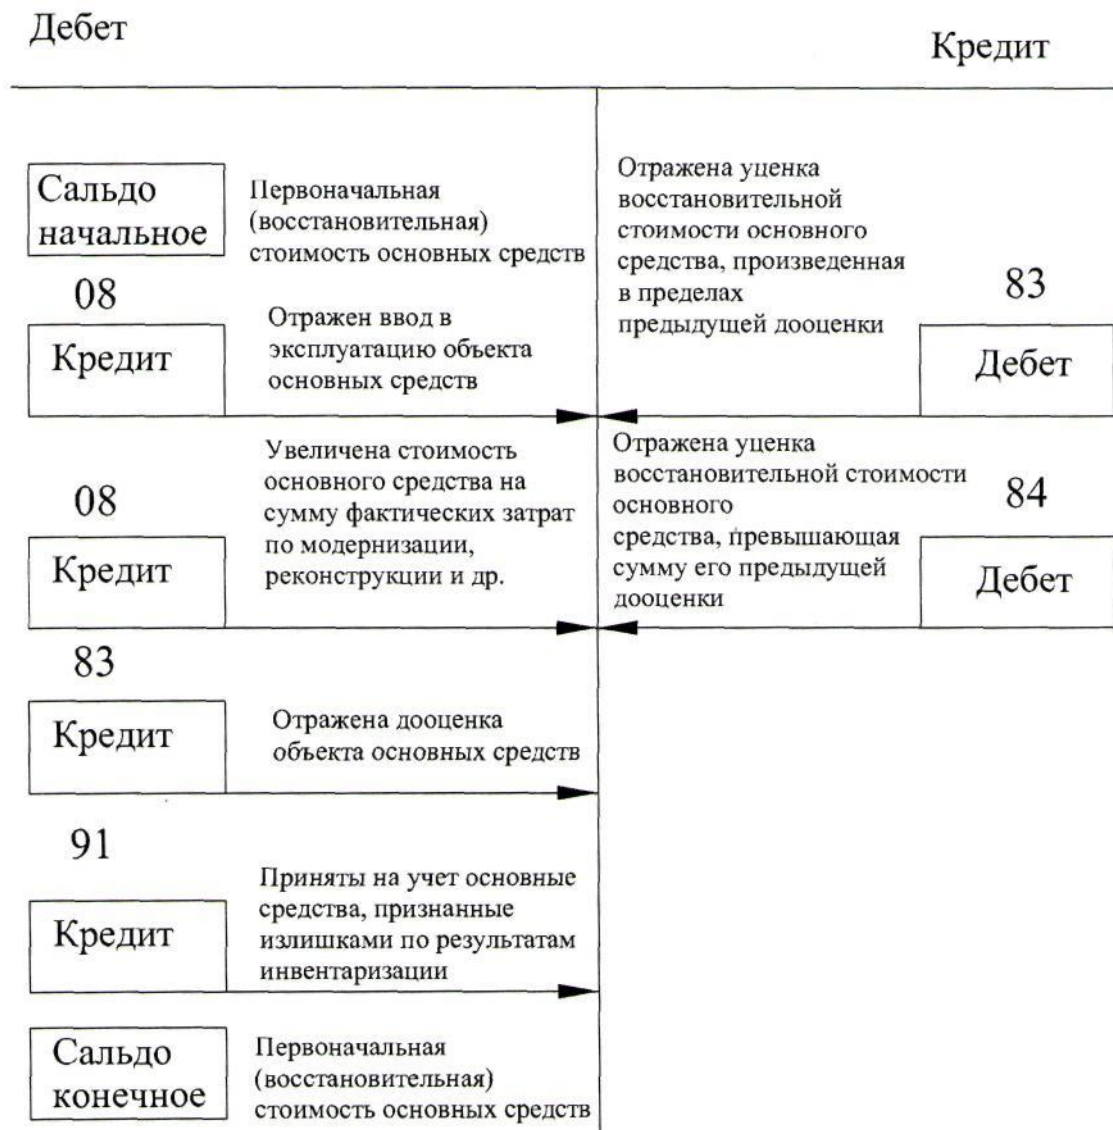 Дебет
Кредит
Сальдо
начальное
Первоначальная
(восстановительная)
стоимость основных средств
08
Кредит
Отражен ввод в
эксплуатацию объекта
основных средств
Отражена уценка
восстановительной
стоимости основного
средства, произведенная
в пределах
предыдущей дооценки
83
Дебет
08
Кредит
Увеличена стоимость
основного средства на
сумму фактических затрат
по модернизации,
реконструкции и др.
Отражена уценка
восстановительной стоимости
основного
средства, превышающая
сумму его предыдущей
дооценки
84
Дебет
83
Кредит
Отражена дооценка
объекта основных средств
91
Кредит
Приняты на учет основные
средства, признанные
излишками по результатам
инвентаризации
Сальдо
конечное
Первоначальная
(восстановительная)
стоимость основных средств